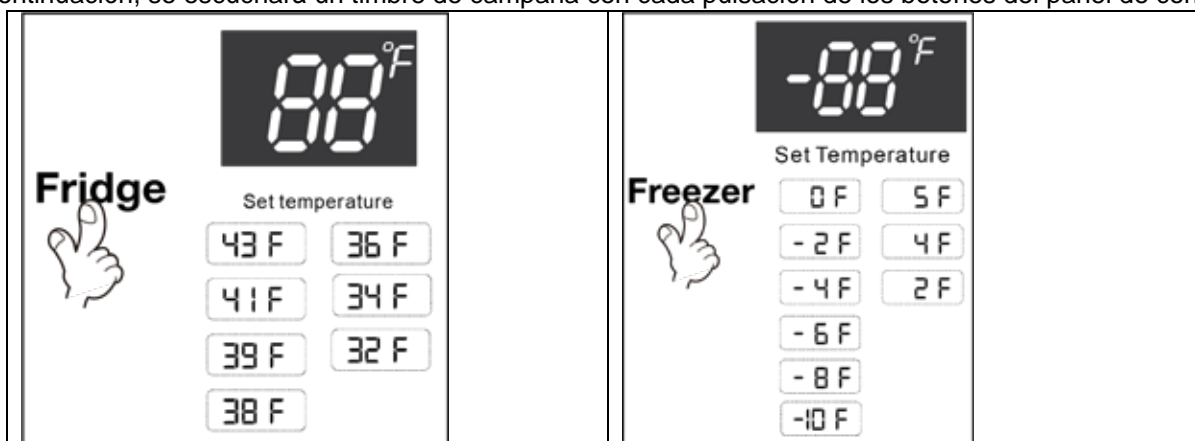 ontinuación, se escuchará un timbre de campana con cada pulsación de los botones del panel de con
88°F
Fridge
Set temperature
43 F 36 F
41 F 34 F
39 F 32 F
38 F
-88°F
Set Temperature
Freezer
0 F 5 F
- 2 F 4 F
- 4 F 2 F
- 6 F
- 8 F
-10 F